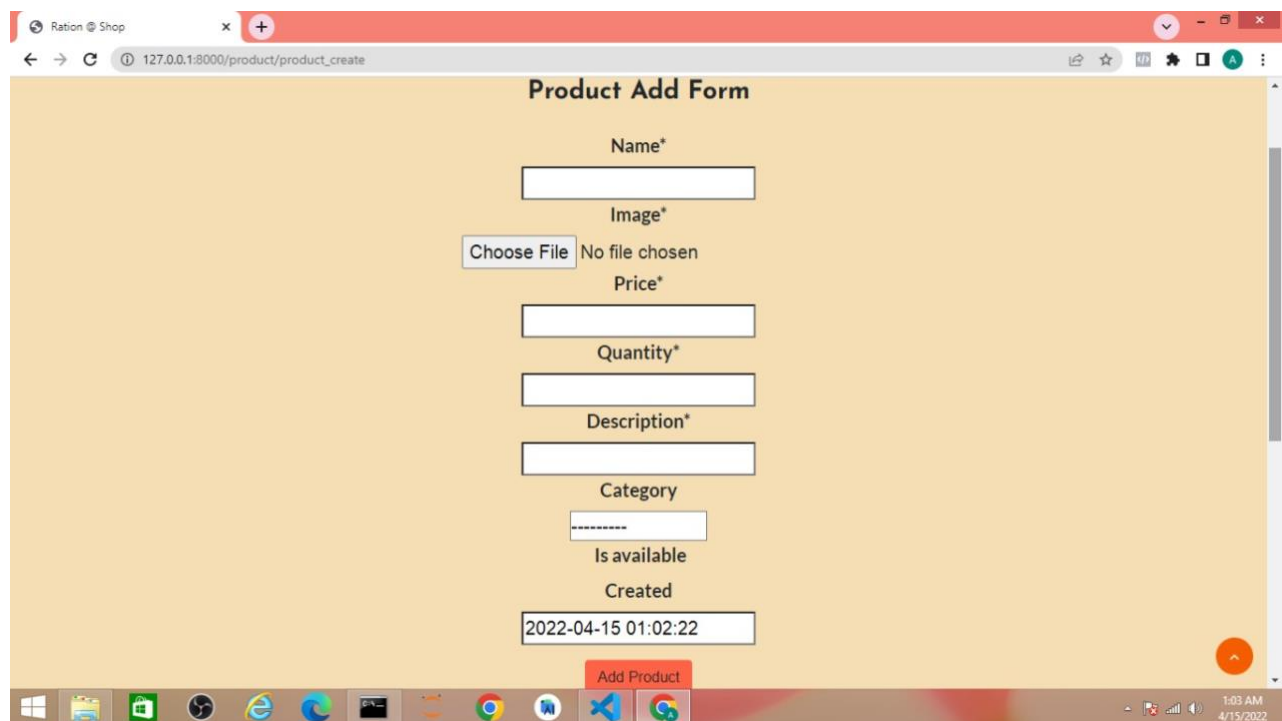 Ration @ Shop
127.0.0.1:8000/product/product_create
A
Product Add Form
Name*
Image*
Choose File No file chosen
Price*
Quantity*
Description*
Category
---------
Is available
Created
2022-04-15 01:02:22
Add Product
1:03 AM
4/15/2022